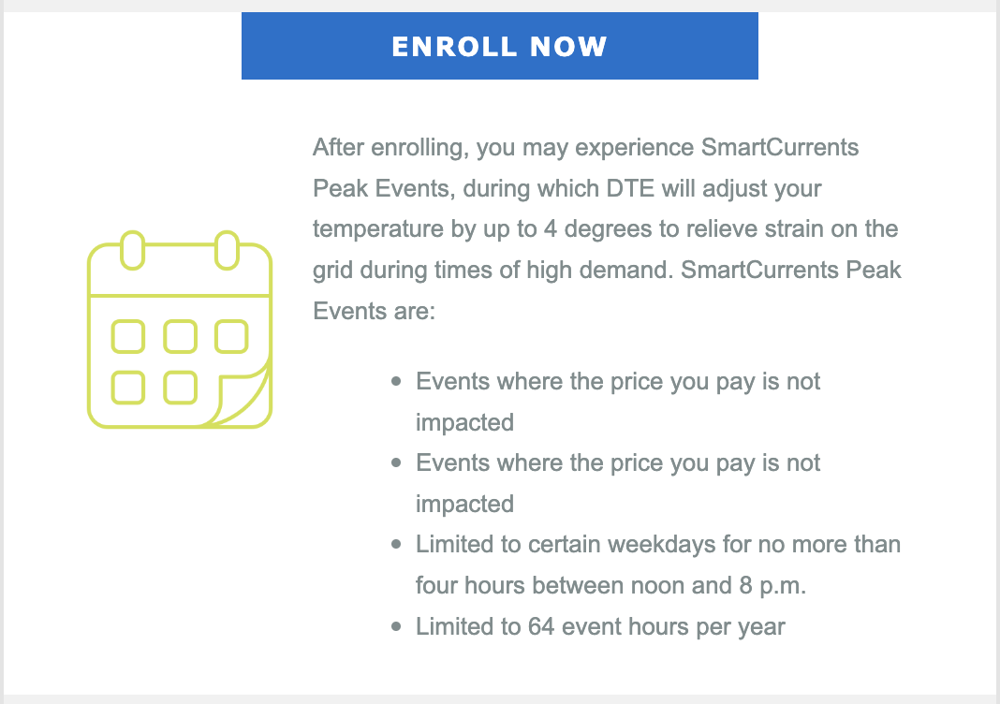 ENROLL NOW
After enrolling, you may experience SmartCurrents
Peak Events, during which DTE will adjust your
temperature by up to 4 degrees to relieve strain on the
grid during times of high demand. SmartCurrents Peak
Events are:
• Events where the price you pay is not
impacted
• Events where the price you pay is not
impacted
• Limited to certain weekdays for no more than
four hours between noon and 8 p.m.
• Limited to 64 event hours per year